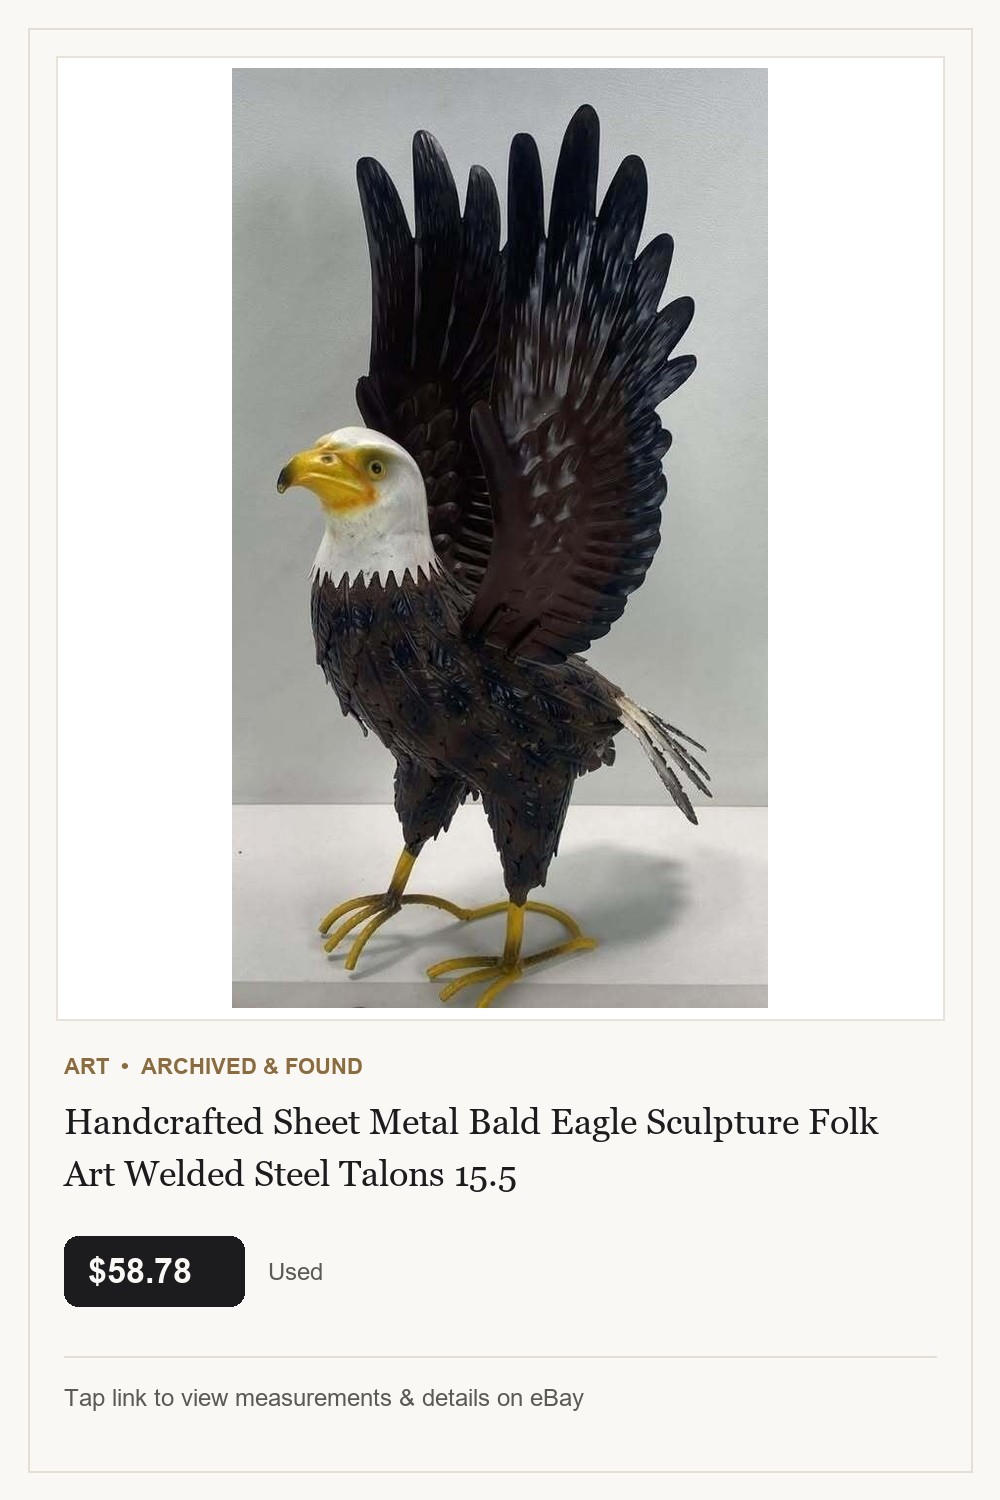 ART • ARCHIVED & FOUND
Handcrafted Sheet Metal Bald Eagle Sculpture Folk
Art Welded Steel Talons 15.5
$58.78
Used
Tap link to view measurements & details on eBay